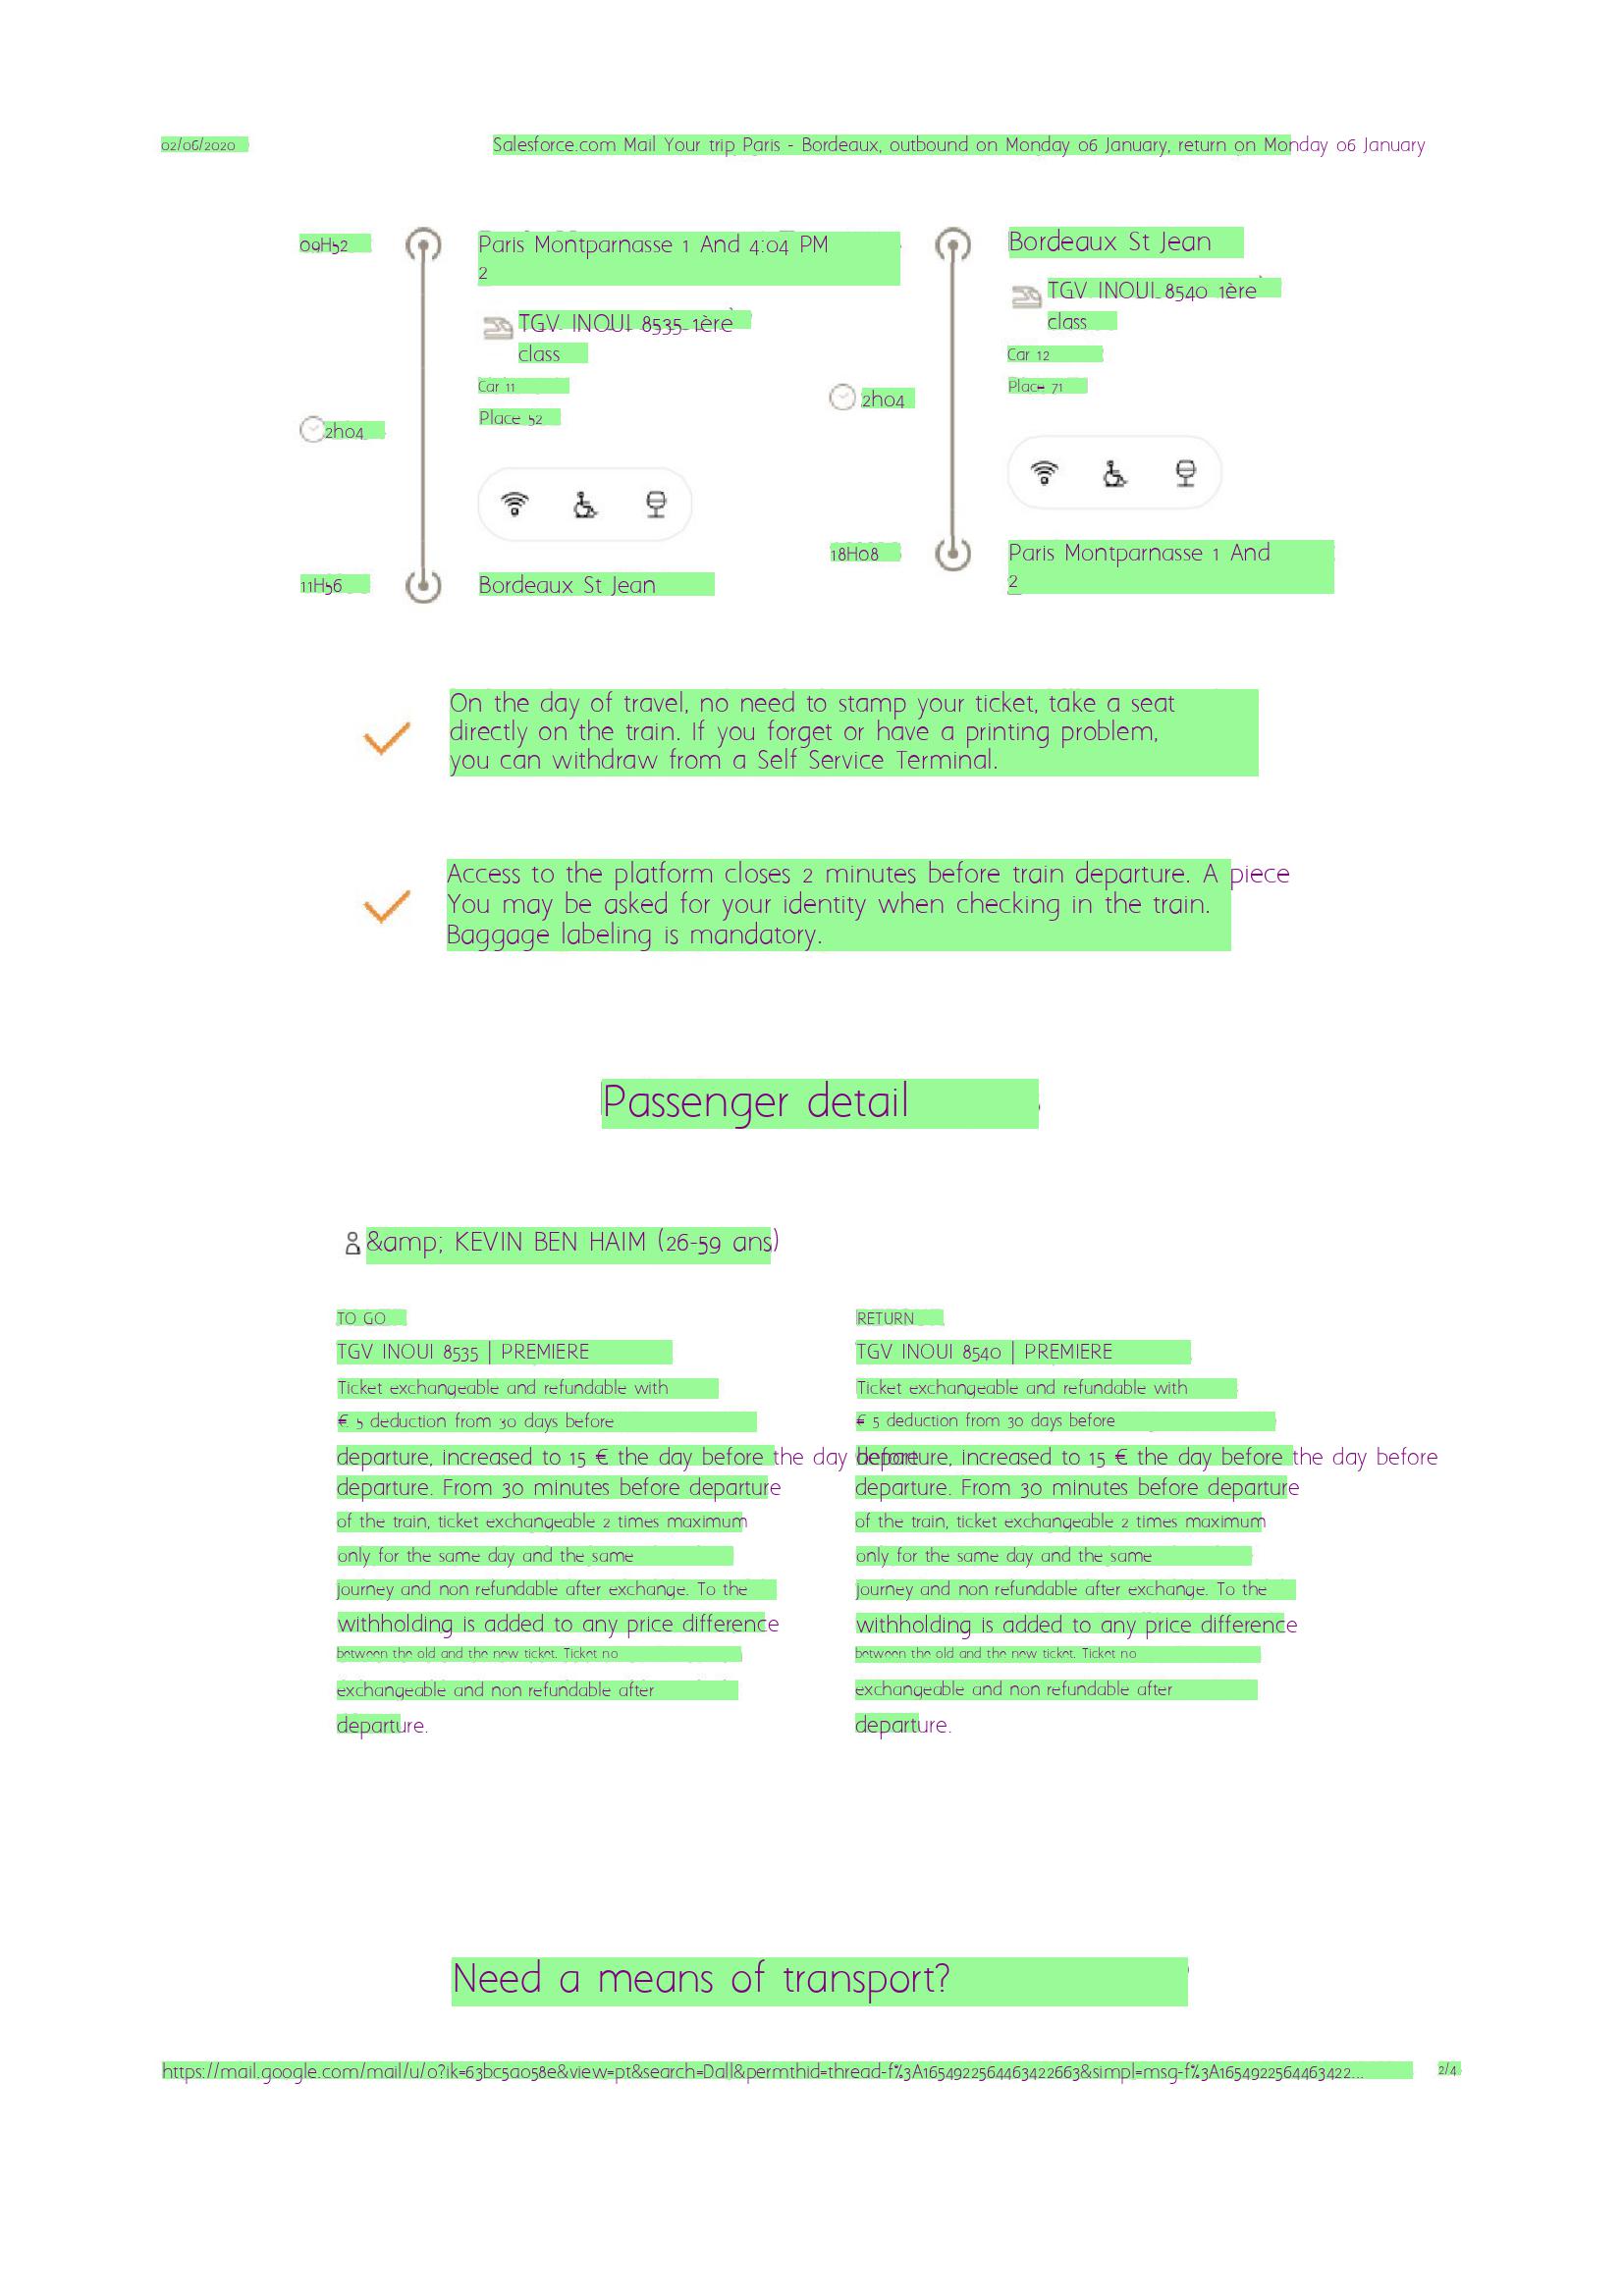 02/06/2020
Salesforce.com Mail Your trip Paris - Bordeaux, outbound on Monday 06 January, return on Monday 06 January
09H52
Paris Montparnasse 1 And 4:04 PM
2
TGV INOUI 8535 1ère
class
Car 11
Place 52
2h04
11H56
Bordeaux St Jean
Bordeaux St Jean
TGV INOUI 8540 1ère
class
Car 12
Place 71
2h04
18H08
Paris Montparnasse 1 And
2
On the day of travel, no need to stamp your ticket, take a seat
directly on the train. If you forget or have a printing problem,
you can withdraw from a Self Service Terminal.
Access to the platform closes 2 minutes before train departure. A piece
You may be asked for your identity when checking in the train.
Baggage labeling is mandatory.
Passenger detail
&amp; KEVIN BEN HAIM (26-59 ans)
TO GO
TGV INOUI 8535 | PREMIERE
Ticket exchangeable and refundable with
€ 5 deduction from 30 days before
departure, increased to 15 € the day before the day before
departure. From 30 minutes before departure
of the train, ticket exchangeable 2 times maximum
only for the same day and the same
journey and non refundable after exchange. To the
withholding is added to any price difference
between the old and the new ticket. Ticket no
exchangeable and non refundable after
departure.
RETURN
TGV INOUI 8540 | PREMIERE
Ticket exchangeable and refundable with
€ 5 deduction from 30 days before
departure, increased to 15 € the day before the day before
departure. From 30 minutes before departure
of the train, ticket exchangeable 2 times maximum
only for the same day and the same
journey and non refundable after exchange. To the
withholding is added to any price difference
between the old and the new ticket. Ticket no
exchangeable and non refundable after
departure.
Need a means of transport?
https://mail.google.com/mail/u/0?ik=63bc5a058e&view=pt&search=Dall&permthid=thread-f%3A1654922564463422663&simpl=msg-f%3A1654922564463422...
2/4